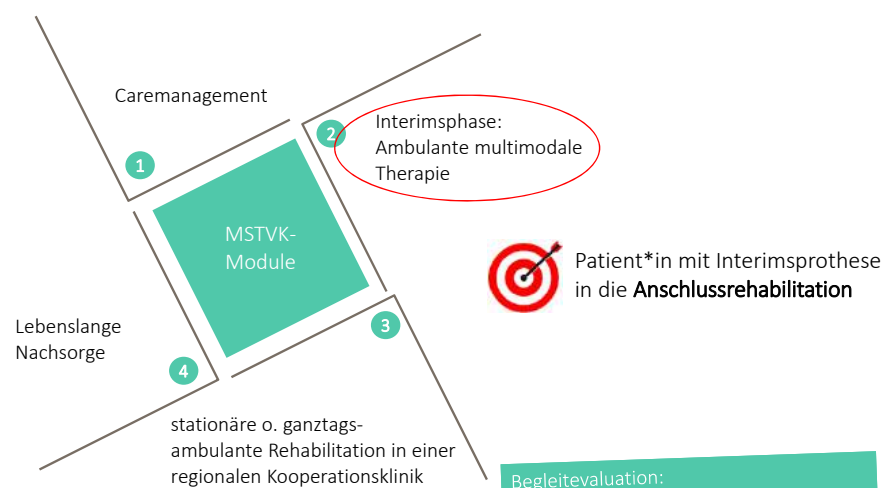 Caremanagement
1
2
Interimsphase:
Ambulante multimodale
Therapie
MSTVK-
Module
Patient*in mit Interimsprothese
in die Anschlussrehabilitation
3
Lebenslange
Nachsorge
4
stationäre o. ganztags-
ambulante Rehabilitation in einer
regionalen Kooperationsklinik
Begleitevaluation: